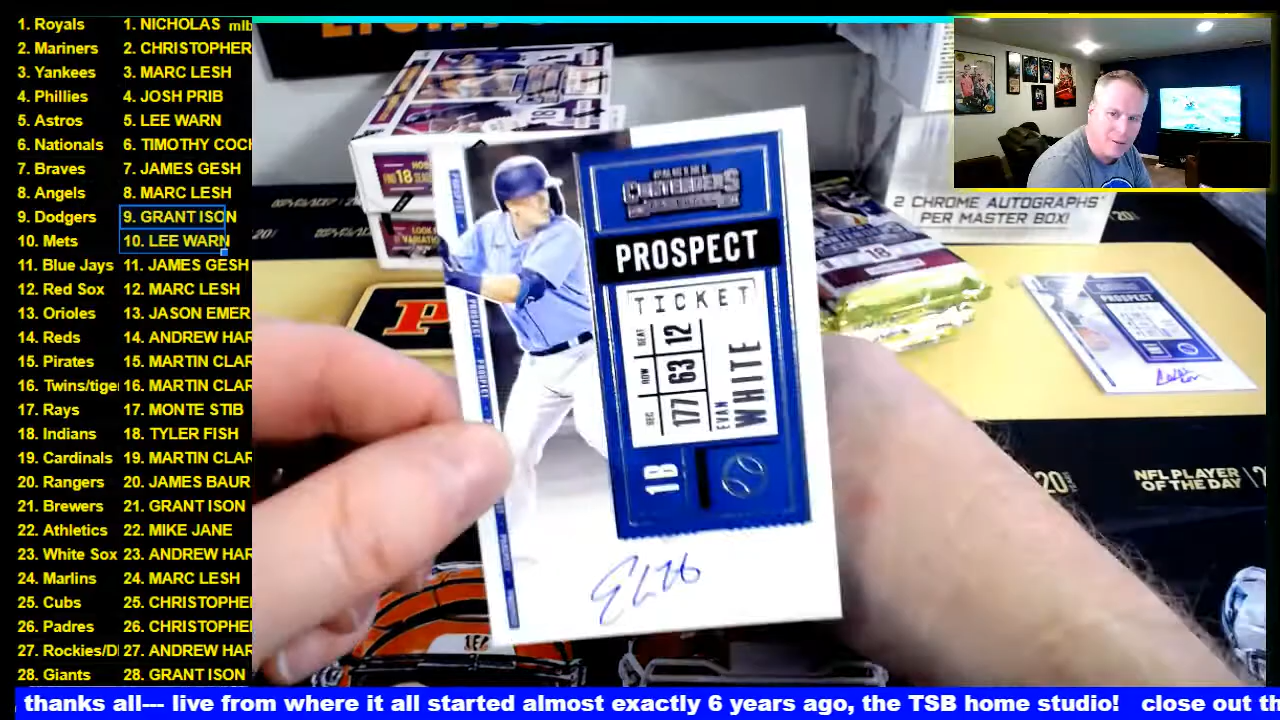 1. Royals 1. NICHOLAS mlb
2. Mariners 2. CHRISTOPHER
3. Yankees 3. MARC LESH
4. Phillies 4. JOSH PRIB
5. Astros 5. LEE WARN
6. Nationals 6. TIMOTHY COCH
7. Braves 7. JAMES GESH
8. Angels 8. MARC LESH
9. Dodgers 9. GRANT ISON
10. Mets 10. LEE WARN
11. Blue Jays 11. JAMES GESH
12. Red Sox 12. MARC LESH
13. Orioles 13. JASON EMER
14. Reds 14. ANDREW HAR
15. Pirates 15. MARTIN CLAR
16. Twins/tige 16. MARTIN CLAR
17. Rays 17. MONTE STIB
18. Indians 18. TYLER FISH
19. Cardinals 19. MARTIN CLAR
20. Rangers 20. JAMES BAUR
21. Brewers 21. GRANT ISON
22. Athletics 22. MIKE JANE
23. White Sox 23. ANDREW HAR
24. Marlins 24. MARC LESH
25. Cubs 25. CHRISTOPHE
26. Padres 26. CHRISTOPHE
27. Rockies/D 27. ANDREW HAR
28. Giants 28. GRANT ISON
CONTENDERS
PROSPECT
TICKET
SEC 177
ROW 63
SEAT 12
EVAN
WHITE
1B
PROSPECT
2 CHROME AUTOGRAPHS
PER MASTER BOX!
18
18
PROSPECT
NFL PLAYER
OF THE DAY
thanks all--- live from where it all started almost exactly 6 years ago, the TSB home studio! close out th